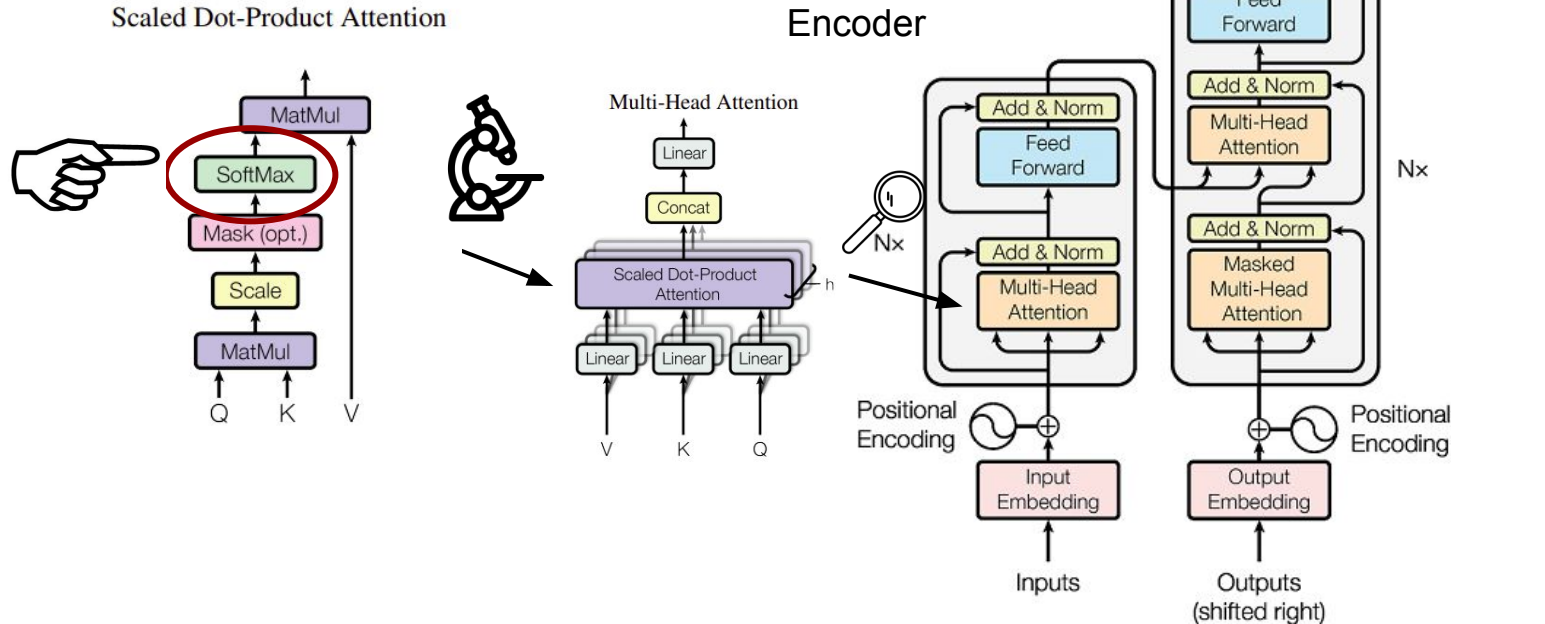 Scaled Dot-Product Attention
MatMul
SoftMax
Mask (opt.)
Scale
MatMul
Q K V
Multi-Head Attention
Linear
Concat
Scaled Dot-Product
Attention
h
Linear Linear Linear
V K Q
Encoder
Add & Norm
Feed
Forward
Nx
Add & Norm
Multi-Head
Attention
Positional
Encoding
Input
Embedding
Inputs
Feed
Forward
Add & Norm
Multi-Head
Attention
Nx
Add & Norm
Masked
Multi-Head
Attention
Positional
Encoding
Output
Embedding
Outputs
(shifted right)